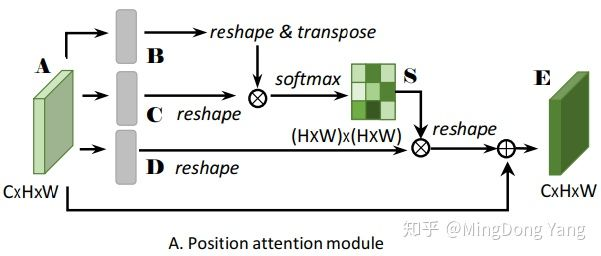 A
B
reshape & transpose
C
reshape
softmax
S
E
(HxW)x(HxW)
D
reshape
reshape
CxHxW
CxHxW
A. Position attention module
知乎 @MingDong Yang